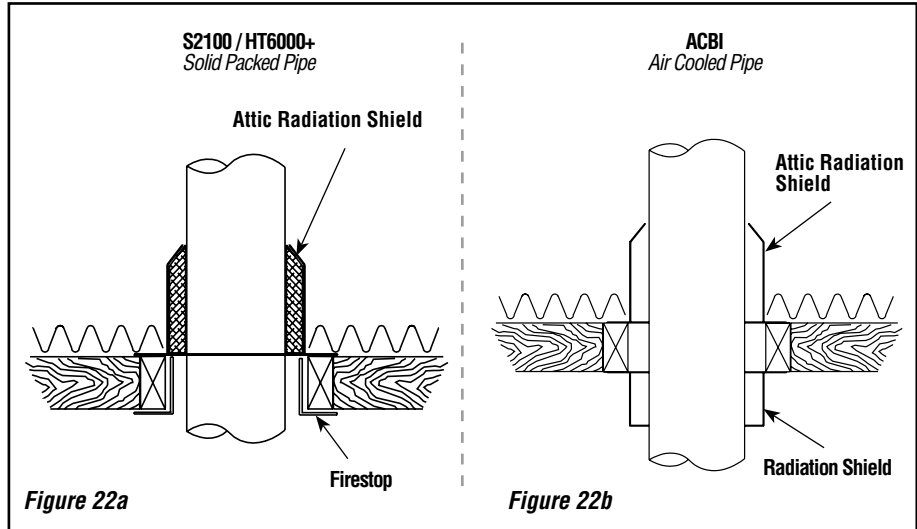 S2100 / HT6000+
Solid Packed Pipe
Attic Radiation Shield
Firestop
Figure 22a
ACBI
Air Cooled Pipe
Attic Radiation
Shield
Radiation Shield
Figure 22b